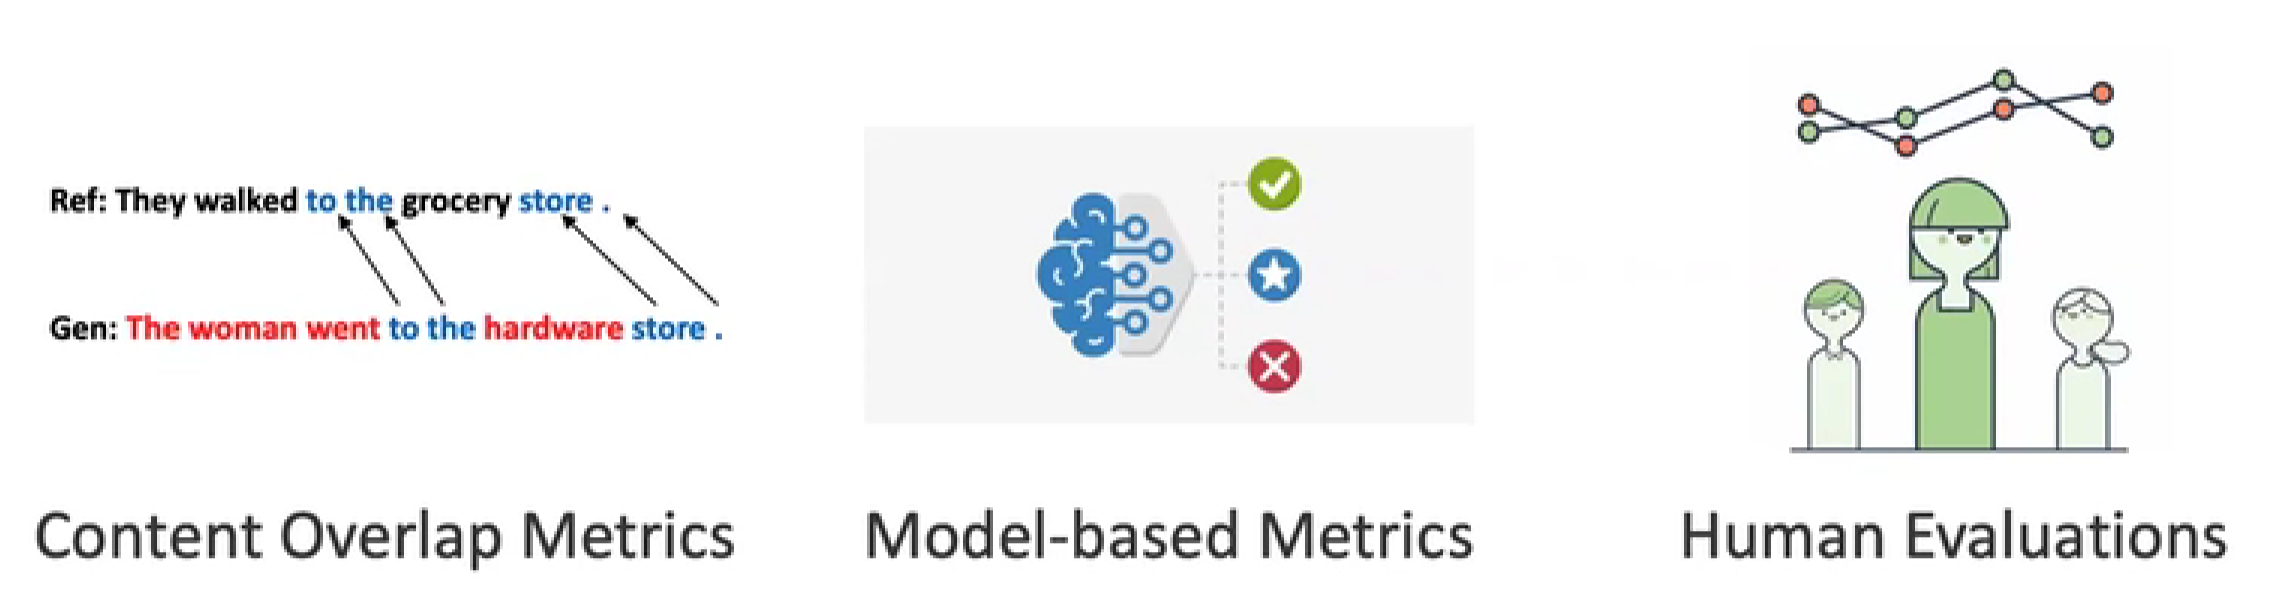 Ref: They walked to the grocery store .
Gen: The woman went to the hardware store .
Content Overlap Metrics
Model-based Metrics
Human Evaluations